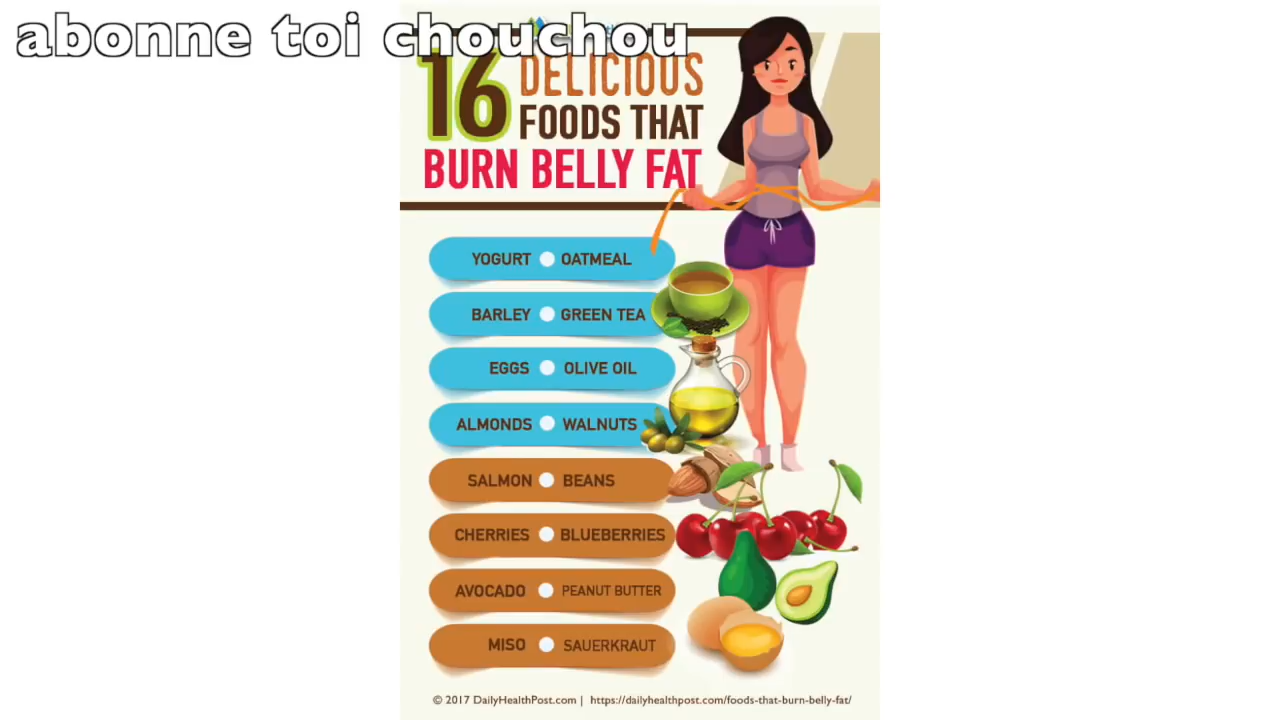 abonne toi chouchou
16 DELICIOUS
FOODS THAT
BURN BELLY FAT
YOGURT OATMEAL
BARLEY GREEN TEA
EGGS OLIVE OIL
ALMONDS WALNUTS
SALMON BEANS
CHERRIES BLUEBERRIES
AVOCADO PEANUT BUTTER
MISO SAUERKRAUT
© 2017 DailyHealthPost.com | https://dailyhealthpost.com/foods-that-burn-belly-fat/